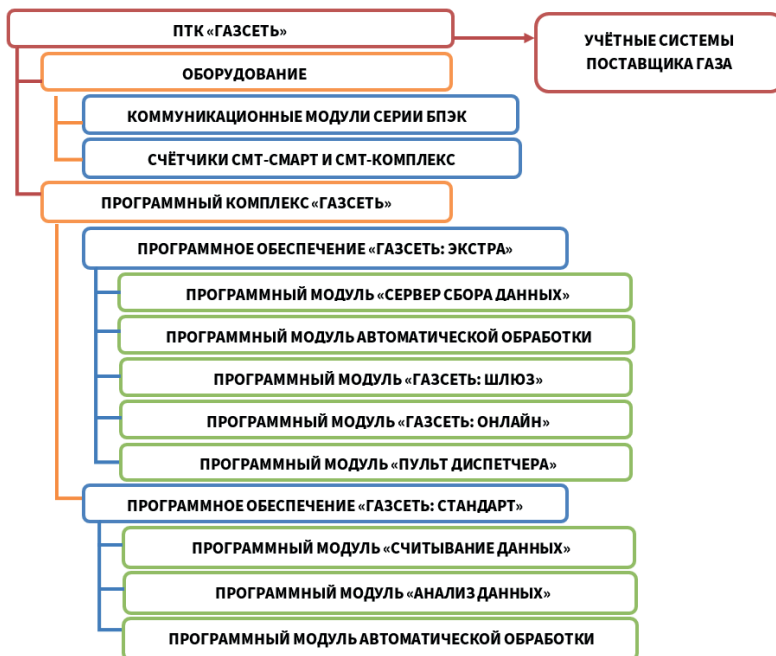 ПТК «ГАЗСЕТЬ»
УЧЁТНЫЕ СИСТЕМЫ
ПОСТАВЩИКА ГАЗА
ОБОРУДОВАНИЕ
КОММУНИКАЦИОННЫЕ МОДУЛИ СЕРИИ БПЭК
СЧЁТЧИКИ СМТ-СМАРТ И СМТ-КОМПЛЕКС
ПРОГРАММНЫЙ КОМПЛЕКС «ГАЗСЕТЬ»
ПРОГРАММНОЕ ОБЕСПЕЧЕНИЕ «ГАЗСЕТЬ: ЭКСТРА»
ПРОГРАММНЫЙ МОДУЛЬ «СЕРВЕР СБОРА ДАННЫХ»
ПРОГРАММНЫЙ МОДУЛЬ АВТОМАТИЧЕСКОЙ ОБРАБОТКИ
ПРОГРАММНЫЙ МОДУЛЬ «ГАЗСЕТЬ: ШЛЮЗ»
ПРОГРАММНЫЙ МОДУЛЬ «ГАЗСЕТЬ: ОНЛАЙН»
ПРОГРАММНЫЙ МОДУЛЬ «ПУЛЬТ ДИСПЕТЧЕРА»
ПРОГРАММНОЕ ОБЕСПЕЧЕНИЕ «ГАЗСЕТЬ: СТАНДАРТ»
ПРОГРАММНЫЙ МОДУЛЬ «СЧИТЫВАНИЕ ДАННЫХ»
ПРОГРАММНЫЙ МОДУЛЬ «АНАЛИЗ ДАННЫХ»
ПРОГРАММНЫЙ МОДУЛЬ АВТОМАТИЧЕСКОЙ ОБРАБОТКИ